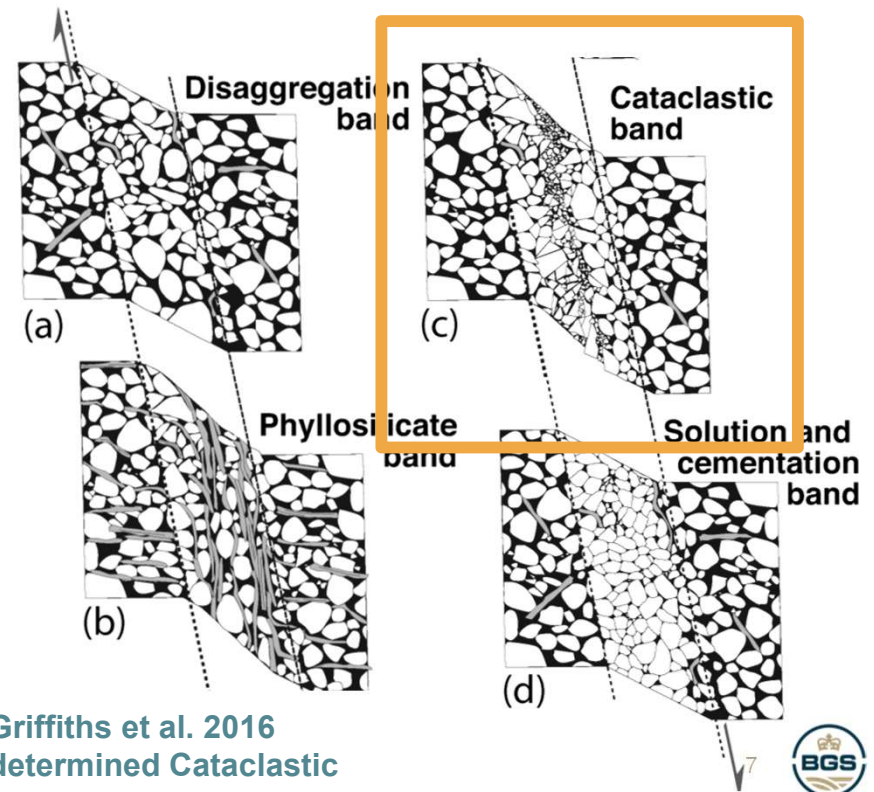 Disaggregation
band
(a)
Cataclastic
band
(c)
Phyllosilicate
band
(b)
Solution and
cementation
band
(d)
Griffiths et al. 2016
determined Cataclastic
7
BGS